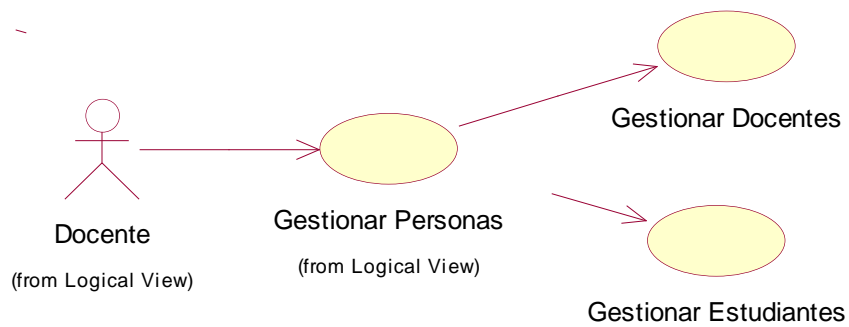 Docente
(from Logical View)
Gestionar Personas
(from Logical View)
Gestionar Docentes
Gestionar Estudiantes